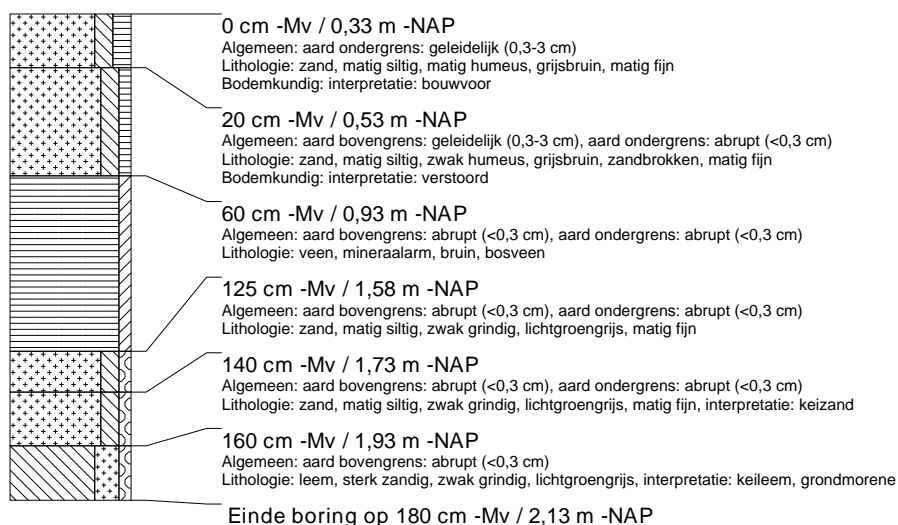 0 cm -Mv / 0,33 m -NAP
Algemeen: aard ondergrens: geleidelijk (0,3-3 cm)
Lithologie: zand, matig siltig, matig humeus, grijsbruin, matig fijn
Bodemkundig: interpretatie: bouwvoor
20 cm -Mv / 0,53 m -NAP
Algemeen: aard bovengrens: geleidelijk (0,3-3 cm), aard ondergrens: abrupt (<0,3 cm)
Lithologie: zand, matig siltig, zwak humeus, grijsbruin, zandbrokken, matig fijn
Bodemkundig: interpretatie: verstoord
60 cm -Mv / 0,93 m -NAP
Algemeen: aard bovengrens: abrupt (<0,3 cm), aard ondergrens: abrupt (<0,3 cm)
Lithologie: veen, mineraalarm, bruin, bosveen
125 cm -Mv / 1,58 m -NAP
Algemeen: aard bovengrens: abrupt (<0,3 cm), aard ondergrens: abrupt (<0,3 cm)
Lithologie: zand, matig siltig, zwak grindig, lichtgroengrijs, matig fijn
140 cm -Mv / 1,73 m -NAP
Algemeen: aard bovengrens: abrupt (<0,3 cm), aard ondergrens: abrupt (<0,3 cm)
Lithologie: zand, matig siltig, zwak grindig, lichtgroengrijs, matig fijn, interpretatie: keizand
160 cm -Mv / 1,93 m -NAP
Algemeen: aard bovengrens: abrupt (<0,3 cm)
Lithologie: leem, sterk zandig, zwak grindig, lichtgroengrijs, interpretatie: keileem, grondmorene
Einde boring op 180 cm -Mv / 2,13 m -NAP